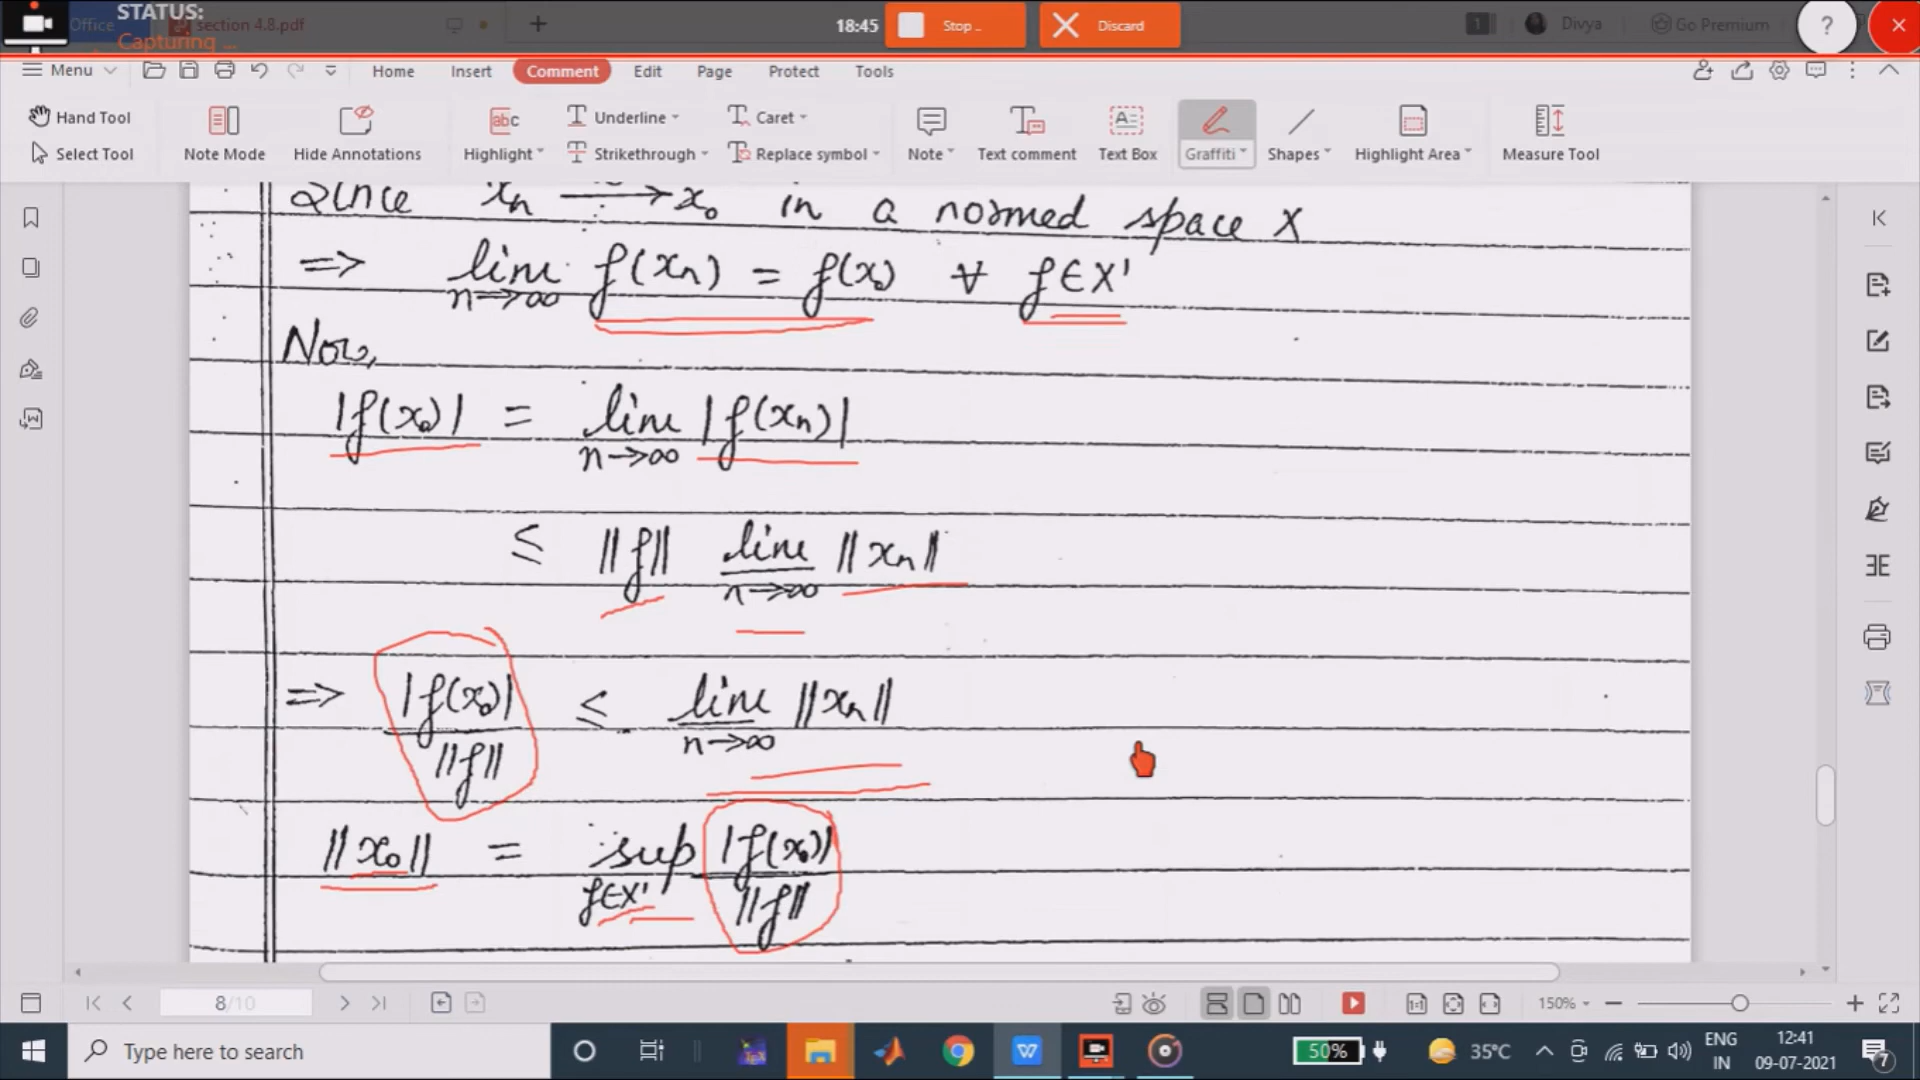 STATUS:
Capturing ...
Office
section 4.8.pdf
18:45
Stop ..
Discard
1
Divya
Go Premium
?
Menu
Home
Insert
Comment
Edit
Page
Protect
Tools
Hand Tool
Select Tool
Note Mode
Hide Annotations
abc
Highlight
Underline
Strikethrough
Caret
Replace symbol
Note
Text comment
Text Box
Graffiti
Shapes
Highlight Area
Measure Tool
Since xₙ → x₀ in a normed space X
⇒ lim n→∞ f(xₙ) = f(x₀) ∀ f∈X'
Now,
|f(x₀)| = lim n→∞ |f(xₙ)|
≤ ||f|| lim n→∞ ||xₙ||
⇒ |f(x₀)| / ||f|| ≤ lim n→∞ ||xₙ||
||x₀|| = sup f∈X' |f(x₀)| / ||f||
8/10
150%
Type here to search
50%
35°C
ENG
IN
12:41
09-07-2021
7